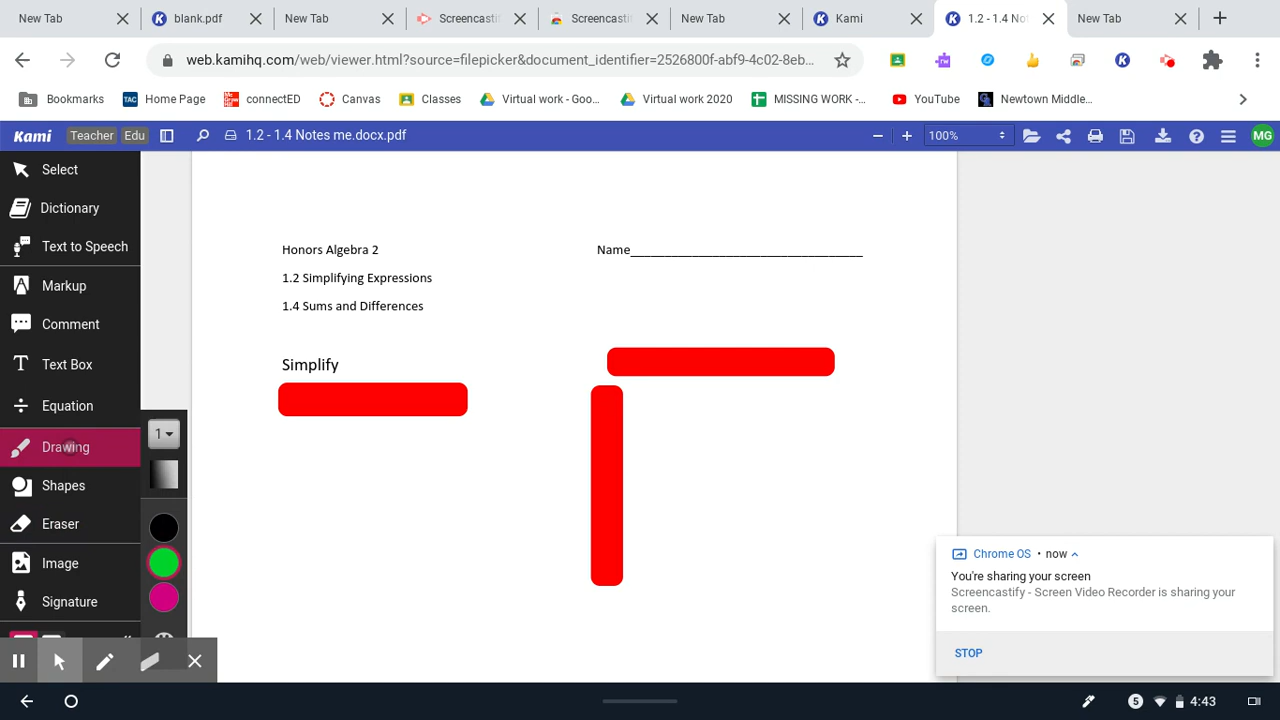 New Tab blank.pdf New Tab Screencastif Screencastif New Tab Kami 1.2 - 1.4 Not New Tab
web.kamihq.com/web/viewer.html?source=filepicker&document_identifier=2526800f-abf9-4c02-8eb...
Bookmarks Home Page connectED Canvas Classes Virtual work - Goo... Virtual work 2020 MISSING WORK -... YouTube Newtown Middle...
Kami Teacher Edu 1.2 - 1.4 Notes me.docx.pdf 100% MG
Select
Dictionary
Text to Speech
Markup
Comment
Text Box
Equation
Drawing
Shapes
Eraser
Image
Signature
1
Honors Algebra 2 Name__________________________________
1.2 Simplifying Expressions
1.4 Sums and Differences
Simplify
Chrome OS • now
You're sharing your screen
Screencastify - Screen Video Recorder is sharing your
screen.
STOP
5 4:43